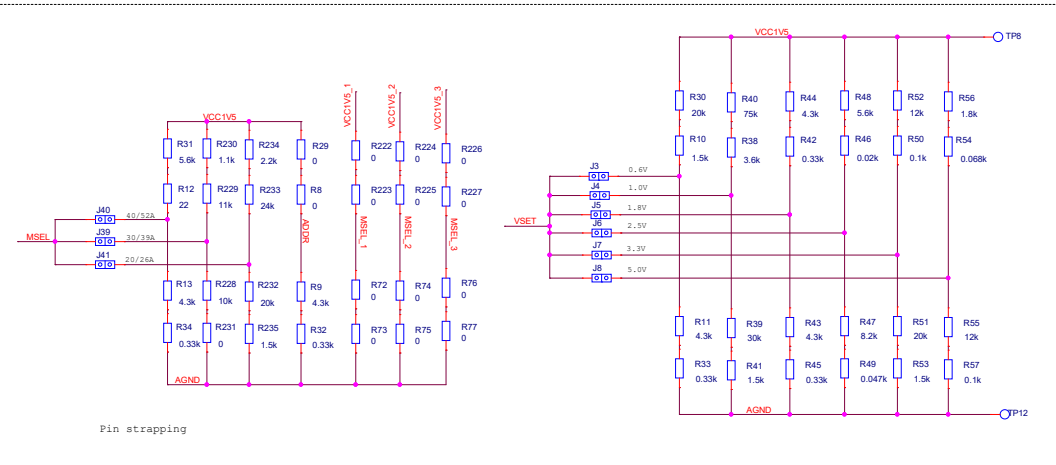 VCC1V5
TP8
R30
20k
R40
75k
R44
4.3k
R48
5.6k
R52
12k
R56
1.8k
R10
1.5k
R38
3.6k
R42
0.33k
R46
0.02k
R50
0.1k
R54
0.068k
J3
0.6V
J4
1.0V
J5
1.8V
VSET
J6
2.5V
J7
3.3V
J8
5.0V
R11
4.3k
R39
30k
R43
4.3k
R47
8.2k
R51
20k
R55
12k
R33
0.33k
R41
1.5k
R45
0.33k
R49
0.047k
R53
1.5k
R57
0.1k
AGND
TP12
VCC1V5
VCC1V5_1
VCC1V5_2
VCC1V5_3
R31
5.6k
R230
1.1k
R234
2.2k
R29
0
R222
0
R224
0
R226
0
R12
22
R229
11k
R233
24k
R8
0
R223
0
R225
0
R227
0
J40
40/52A
MSEL
J39
30/39A
J41
20/26A
ADDR
MSEL_1
MSEL_2
MSEL_3
R13
4.3k
R228
10k
R232
20k
R9
4.3k
R72
0
R74
0
R76
0
R34
0.33k
R231
0
R235
1.5k
R32
0.33k
R73
0
R75
0
R77
0
AGND
Pin strapping